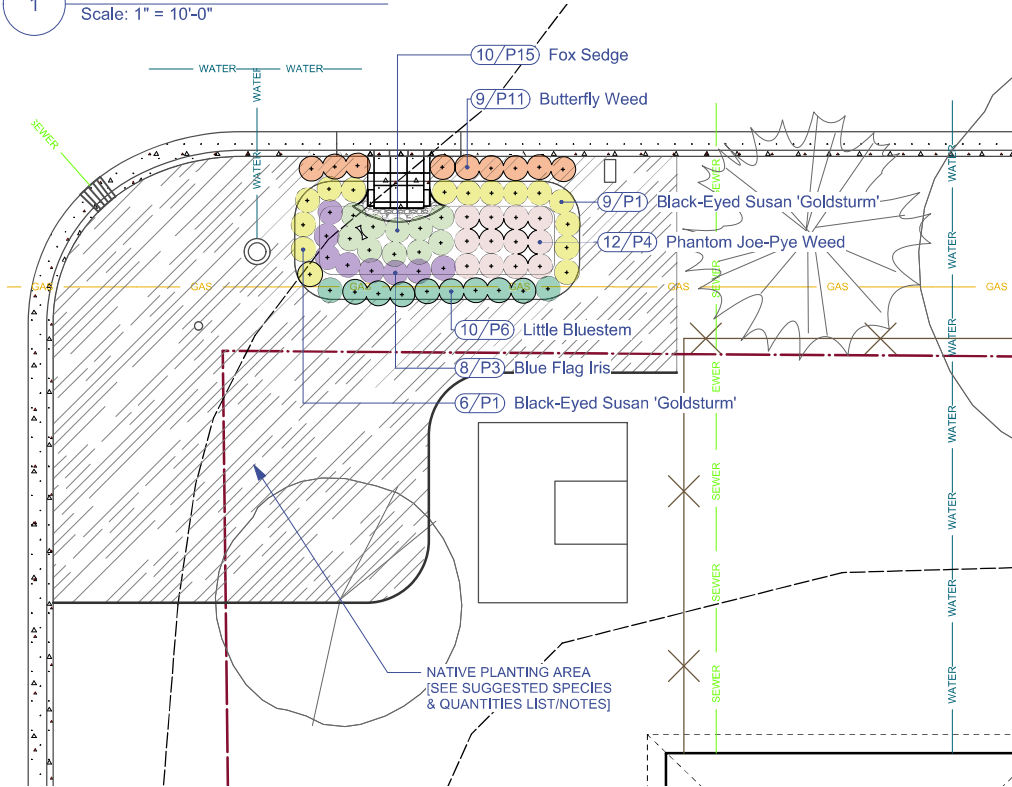 1
Scale: 1" = 10'-0"
10/P15 Fox Sedge
WATER WATER
WATER
9/P11 Butterfly Weed
SEWER
WATER
SEWER
WATER
9/P1 Black-Eyed Susan 'Goldsturm'
12/P4 Phantom Joe-Pye Weed
SEWER
GAS GAS GAS GAS GAS GAS GAS
10/P6 Little Bluestem
WATER
8/P3 Blue Flag Iris
EWER
6/P1 Black-Eyed Susan 'Goldsturm'
SEWER
WATER
SEWER
WATER
NATIVE PLANTING AREA
[SEE SUGGESTED SPECIES
& QUANTITIES LIST/NOTES]
SEWER
WATER